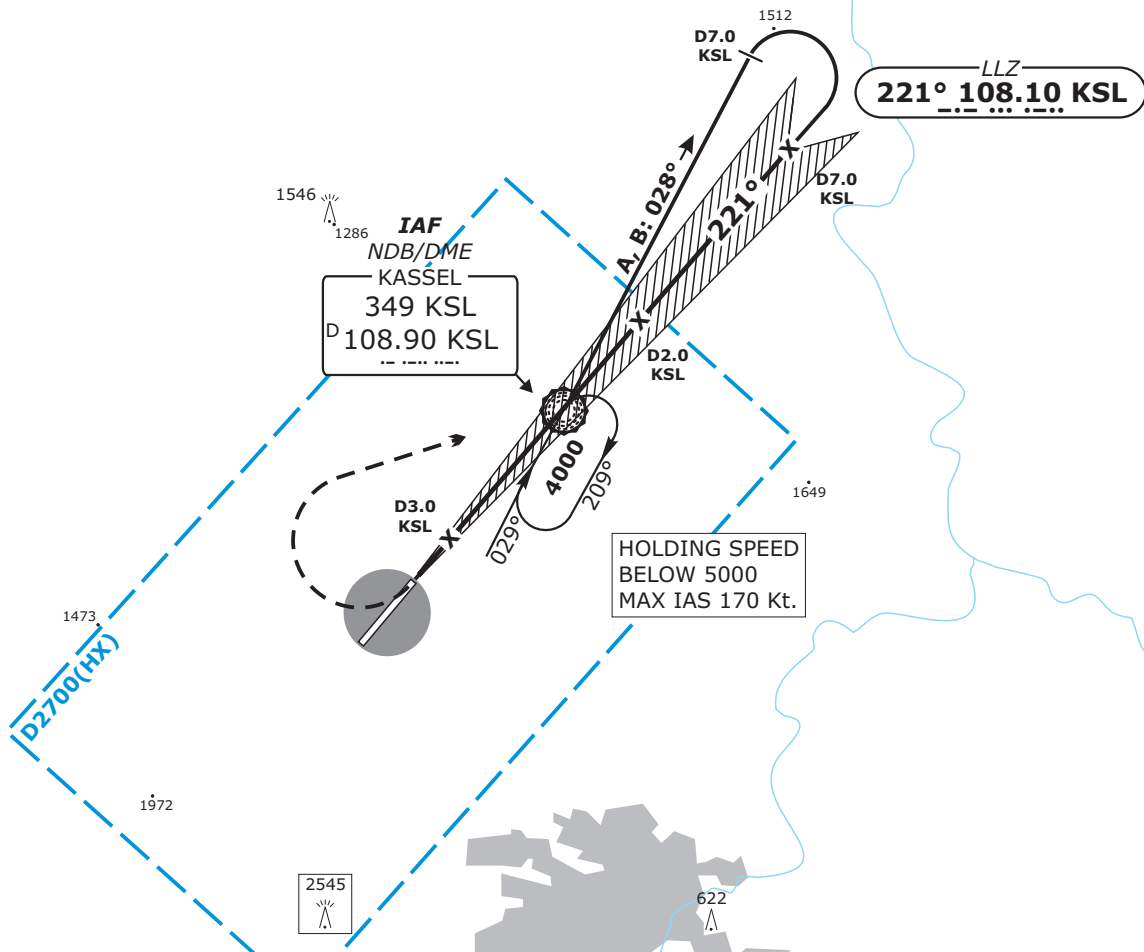 1512
D7.0
KSL
LLZ
221° 108.10 KSL
1546
1286
IAF
NDB/DME
KASSEL
349 KSL
D 108.90 KSL
A, B: 028°
221°
X
D7.0
KSL
X
D2.0
KSL
4000
209°
029°
D3.0
KSL
X
1649
HOLDING SPEED
BELOW 5000
MAX IAS 170 Kt.
1473
D2700(HX)
1972
2545
622